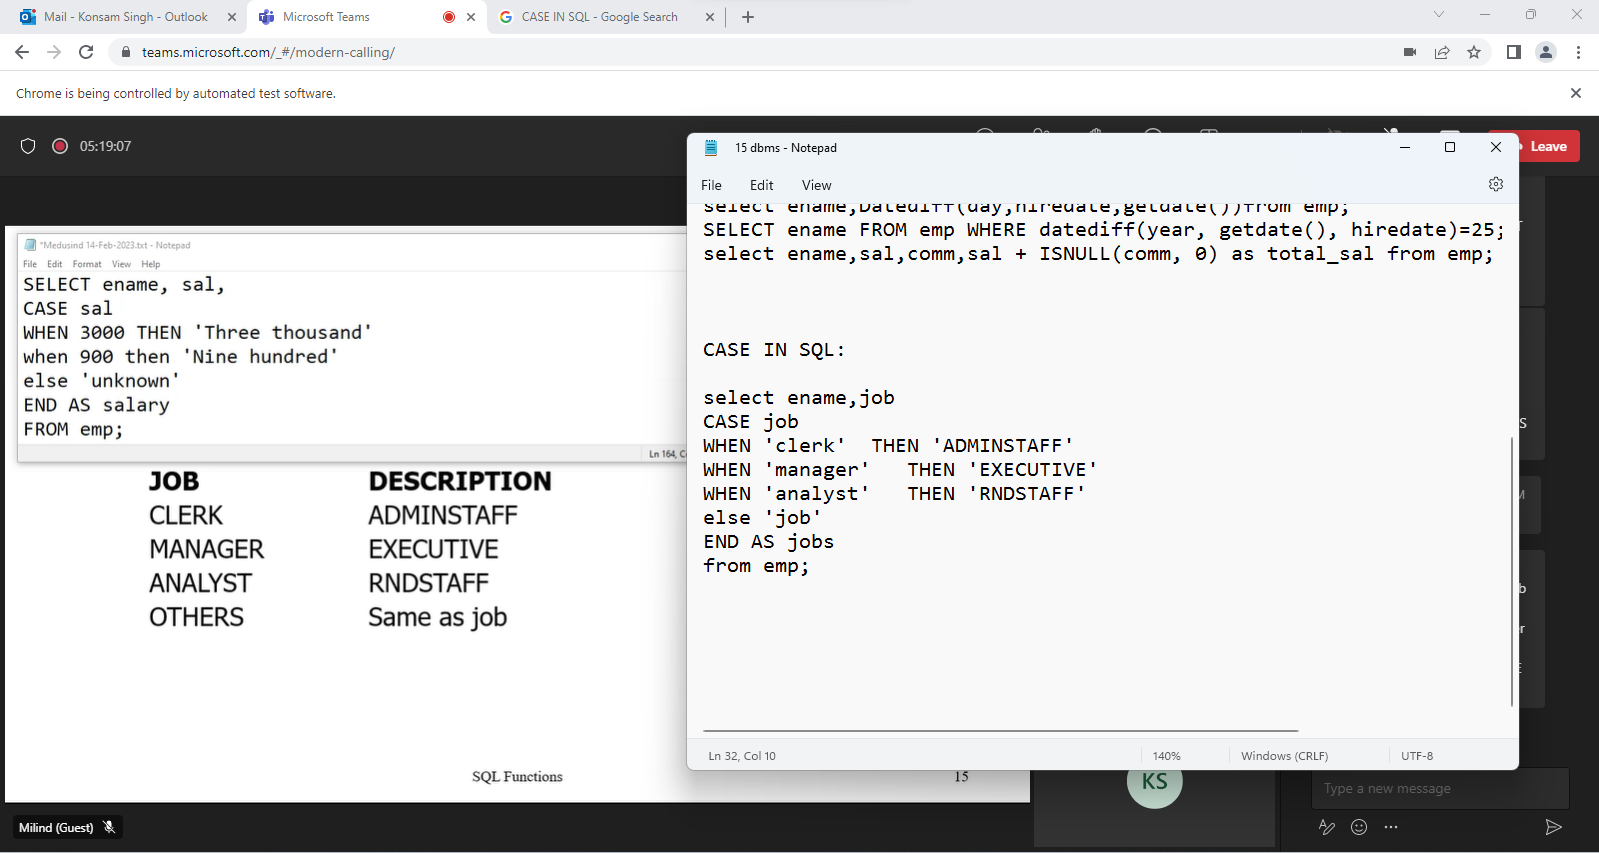 Mail - Konsam Singh - Outlook
Microsoft Teams
CASE IN SQL - Google Search
teams.microsoft.com/_#/modern-calling/
Chrome is being controlled by automated test software.
05:19:07
Leave
*Medusind 14-Feb-2023.txt - Notepad
File Edit Format View Help
SELECT ename, sal,
CASE sal
WHEN 3000 THEN 'Three thousand'
when 900 then 'Nine hundred'
else 'unknown'
END AS salary
FROM emp;
Ln 164, C
JOB DESCRIPTION
CLERK ADMINSTAFF
MANAGER EXECUTIVE
ANALYST RNDSTAFF
OTHERS Same as job
SQL Functions 15
15 dbms - Notepad
File Edit View
select ename,Datediff(day,hiredate,getdate())from emp;
SELECT ename FROM emp WHERE datediff(year, getdate(), hiredate)=25;
select ename,sal,comm,sal + ISNULL(comm, 0) as total_sal from emp;
CASE IN SQL:
select ename,job
CASE job
WHEN 'clerk' THEN 'ADMINSTAFF'
WHEN 'manager' THEN 'EXECUTIVE'
WHEN 'analyst' THEN 'RNDSTAFF'
else 'job'
END AS jobs
from emp;
Ln 32, Col 10 140% Windows (CRLF) UTF-8
KS
Type a new message
Milind (Guest)